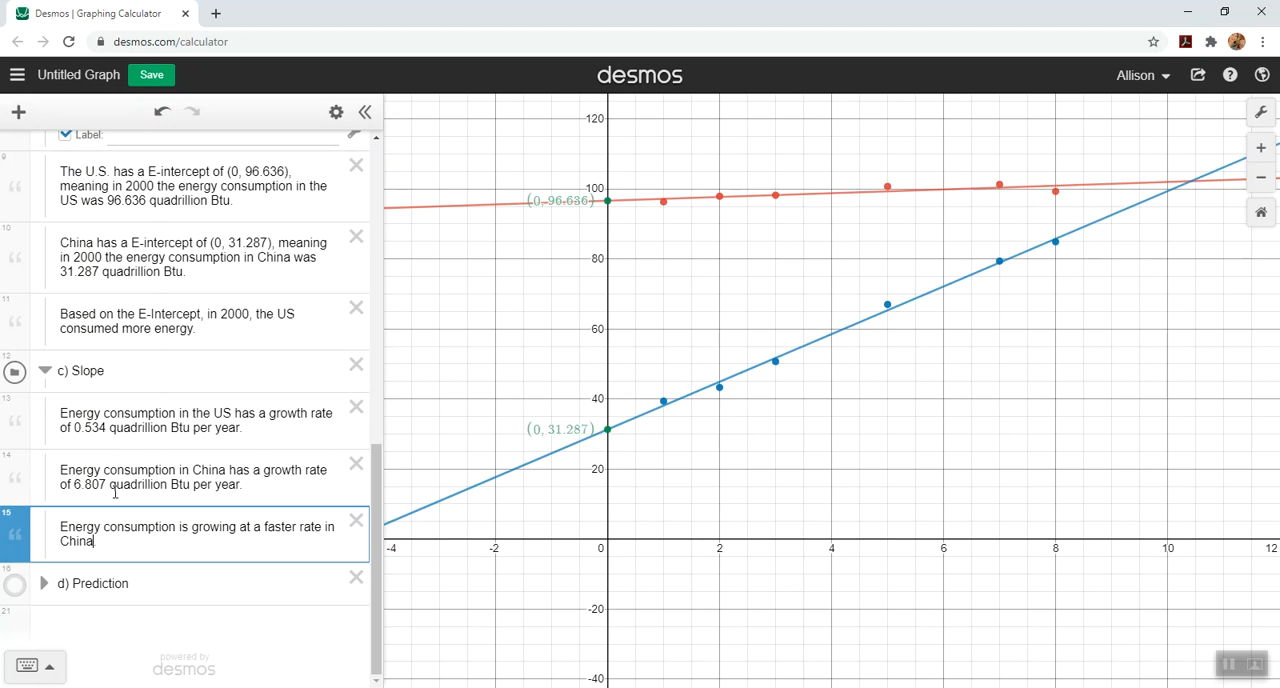 Desmos | Graphing Calculator
desmos.com/calculator
Untitled Graph
Save
desmos
Allison
Label:
9
The U.S. has a E-intercept of (0, 96.636),
meaning in 2000 the energy consumption in the
US was 96.636 quadrillion Btu.
10
China has a E-intercept of (0, 31.287), meaning
in 2000 the energy consumption in China was
31.287 quadrillion Btu.
11
Based on the E-Intercept, in 2000, the US
consumed more energy.
12
c) Slope
13
Energy consumption in the US has a growth rate
of 0.534 quadrillion Btu per year.
14
Energy consumption in China has a growth rate
of 6.807 quadrillion Btu per year.
15
Energy consumption is growing at a faster rate in
China
16
d) Prediction
21
powered by
desmos
120
100
(0, 96.636)
80
60
40
(0, 31.287)
20
-4
-2
0
2
4
6
8
10
12
-20
-40